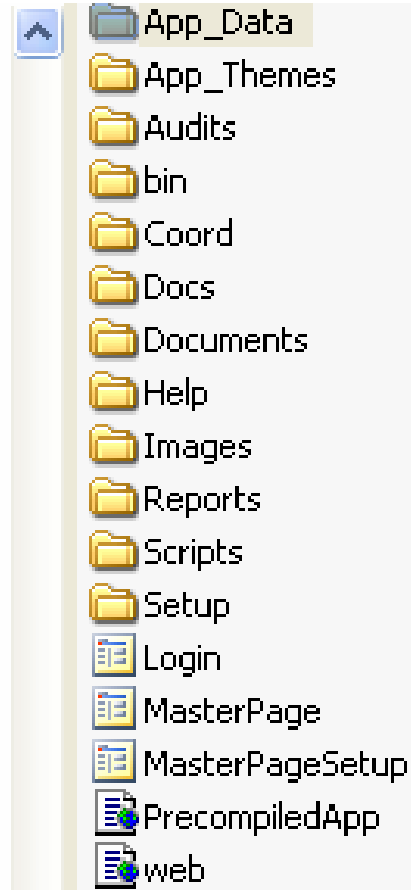 App_Data
App_Themes
Audits
bin
Coord
Docs
Documents
Help
Images
Reports
Scripts
Setup
Login
MasterPage
MasterPageSetup
PrecompiledApp
web